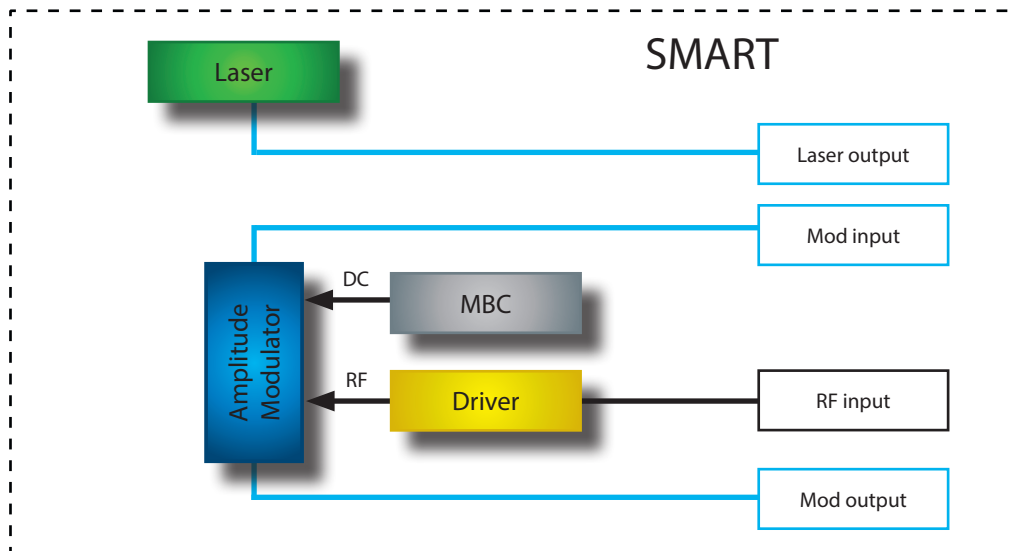 SMART
Laser
Laser output
Mod input
DC
MBC
Amplitude
Modulator
RF
Driver
RF input
Mod output